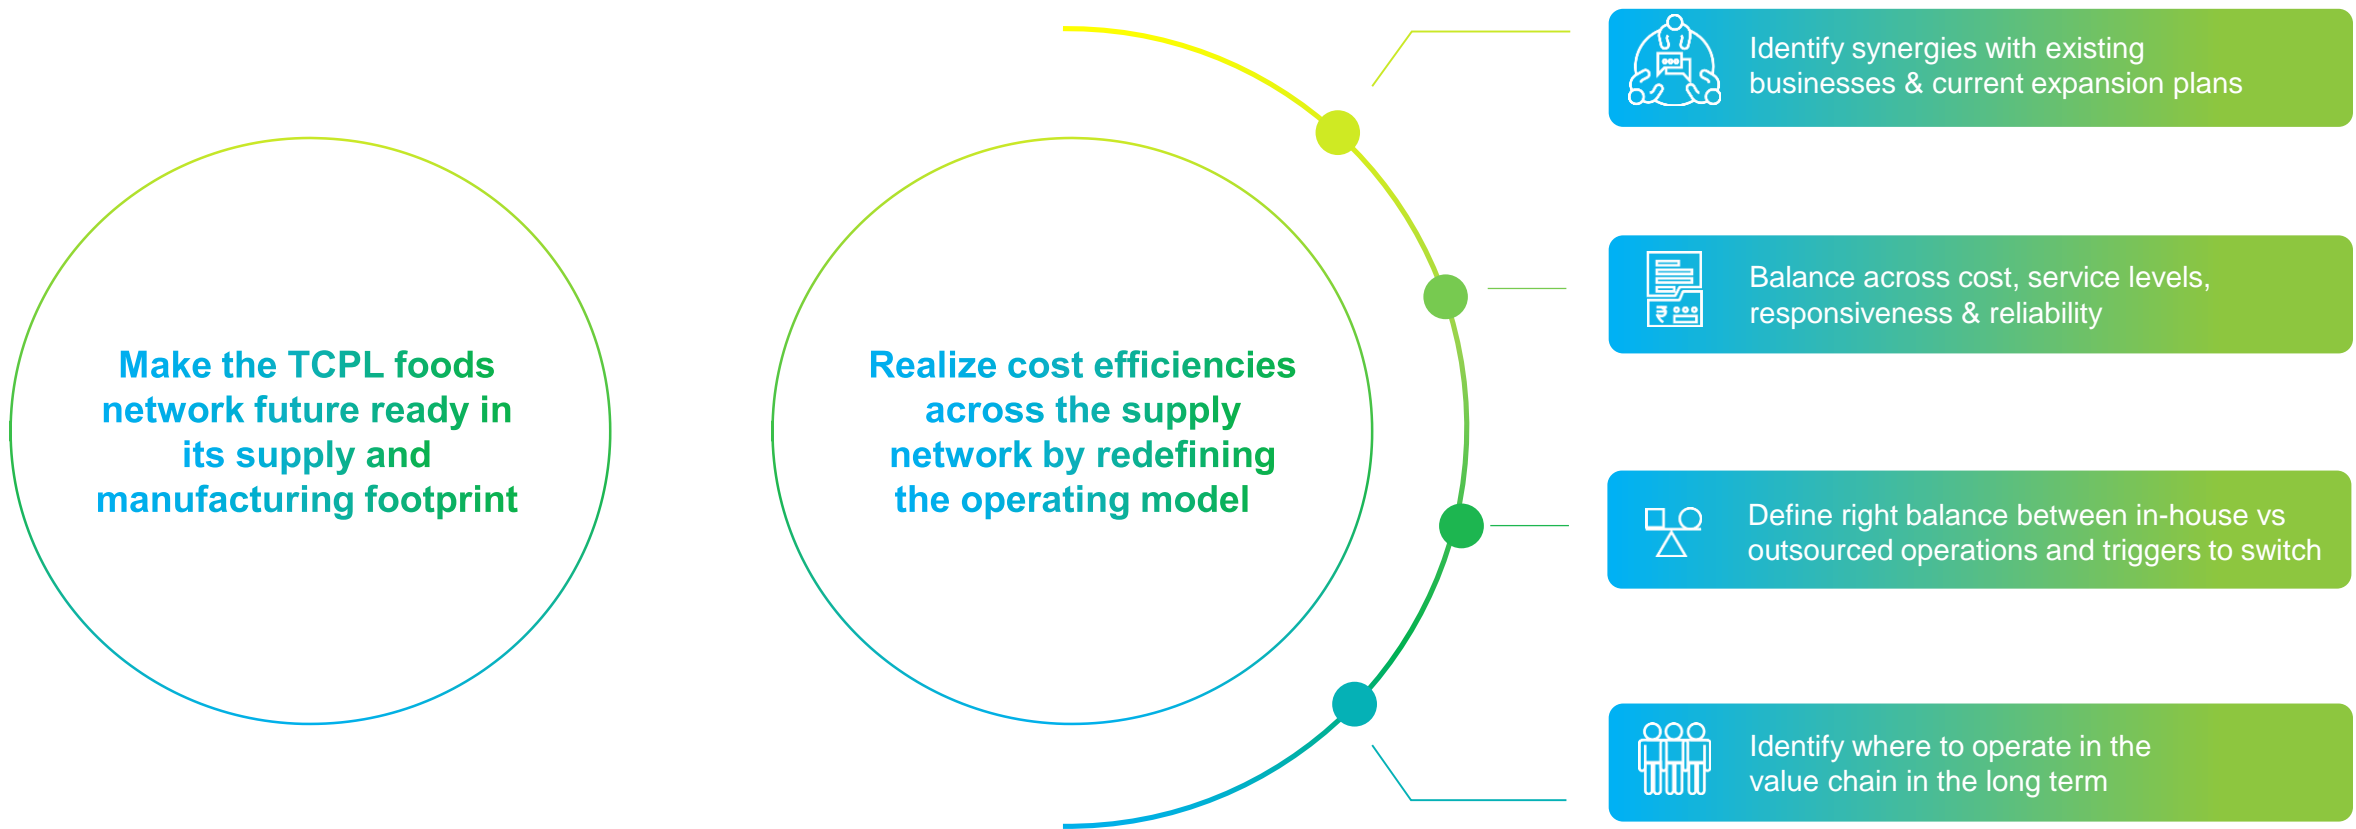 Make the TCPL foods
network future ready in
its supply and
manufacturing footprint
Realize cost efficiencies
across the supply
network by redefining
the operating model
Identify synergies with existing
businesses & current expansion plans
Balance across cost, service levels,
responsiveness & reliability
₹
Define right balance between in-house vs
outsourced operations and triggers to switch
Identify where to operate in the
value chain in the long term